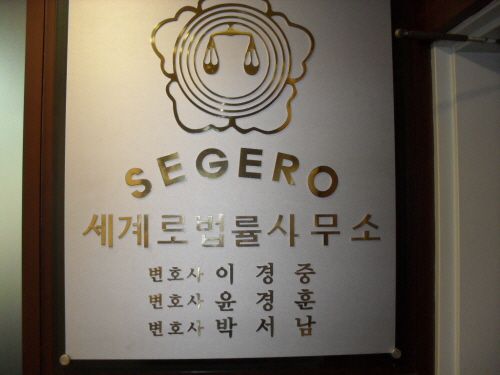 SEGERO
세계로법률사무소
변호사 이경중
변호사 윤경훈
변호사 박서남